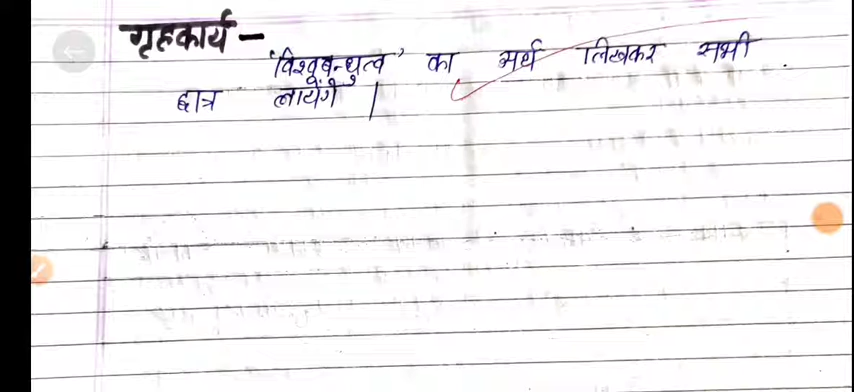 गृहकार्य –
'विश्वबन्धुत्व' का अर्थ लिखकर सभी
छात्र लायेंगे |